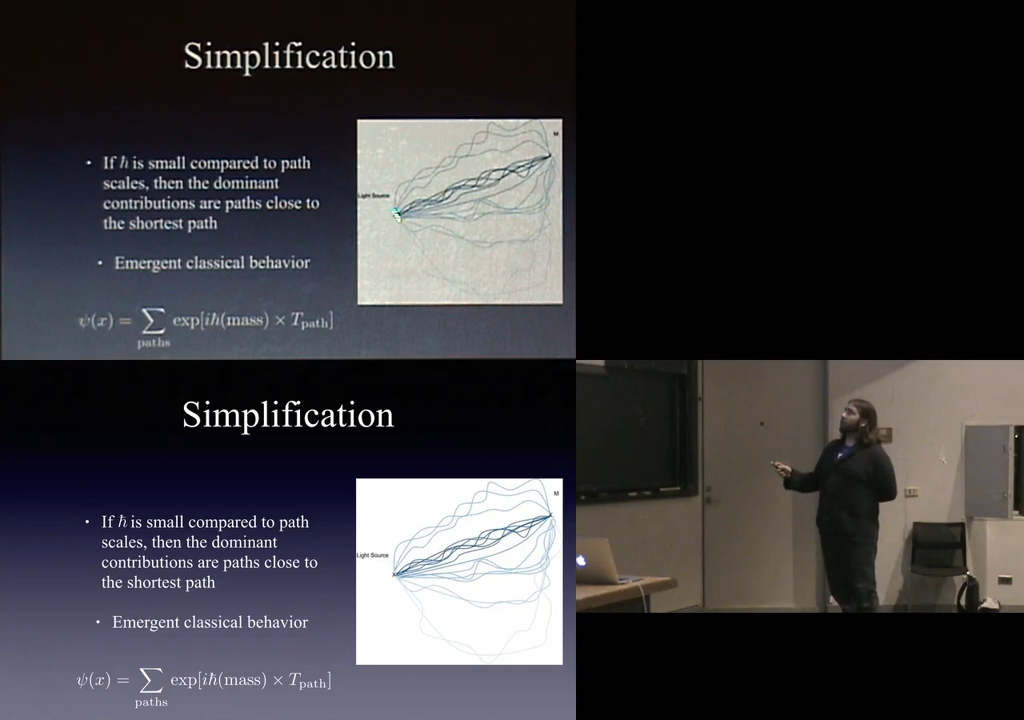 Simplification
• If ħ is small compared to path
scales, then the dominant
contributions are paths close to
the shortest path
• Emergent classical behavior
ψ(x) = ∑ exp[iħ(mass) × T_path]
paths
M
Light Source
Simplification
• If ħ is small compared to path
scales, then the dominant
contributions are paths close to
the shortest path
• Emergent classical behavior
ψ(x) = ∑ exp[iħ(mass) × T_path]
paths
M
Light Source